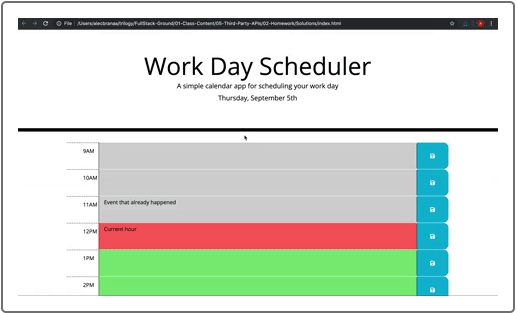 File /Users/alecbranaa/trilogy/FullStack-Ground/01-Class-Content/05-Third-Party-APIs/02-Homework/Solutions/index.html
Work Day Scheduler
A simple calendar app for scheduling your work day
Thursday, September 5th
9AM
10AM
11AM Event that already happened
12PM Current hour
1PM
2PM